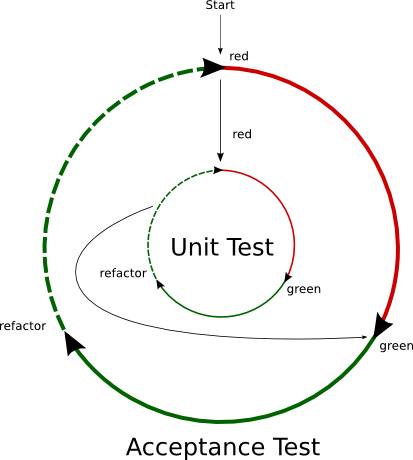 Start
red
red
Unit Test
refactor
green
refactor
green
Acceptance Test